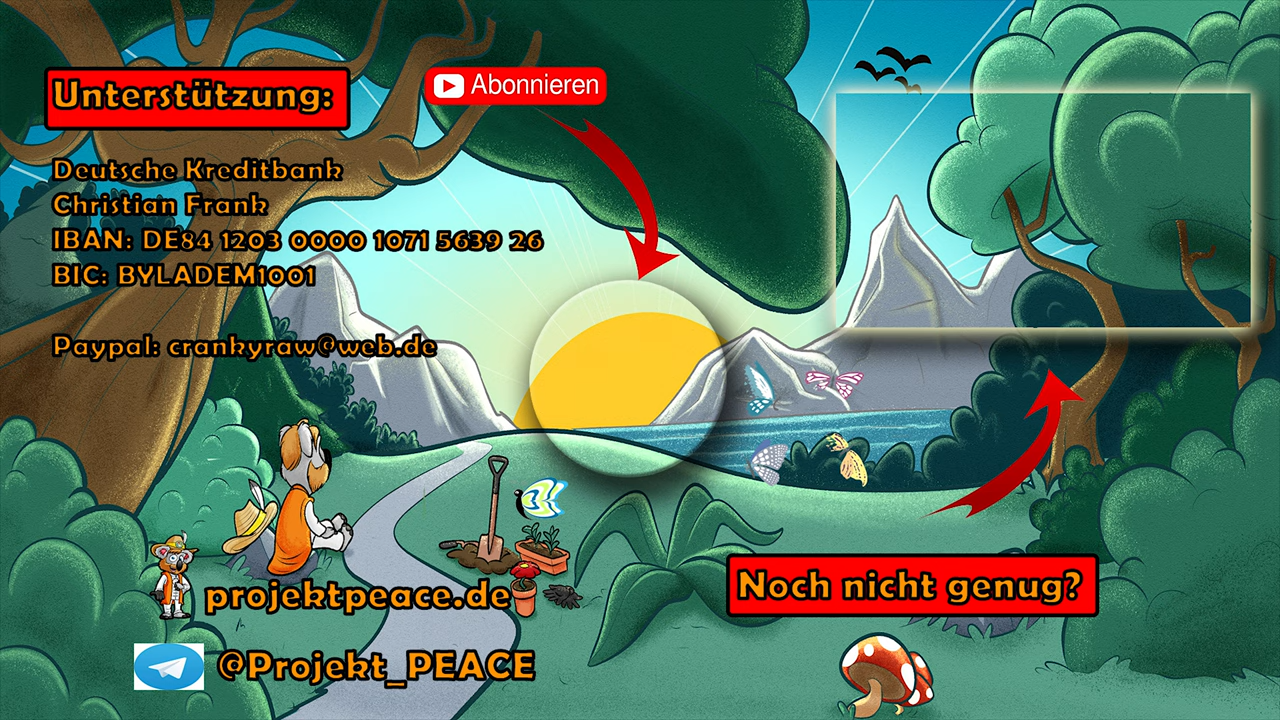 Unterstützung:
Abonnieren
Deutsche Kreditbank
Christian Frank
IBAN: DE84 1203 0000 1071 5639 26
BIC: BYLADEM1001
Paypal: crankyraw@web.de
projektpeace.de
Noch nicht genug?
@Projekt_PEACE